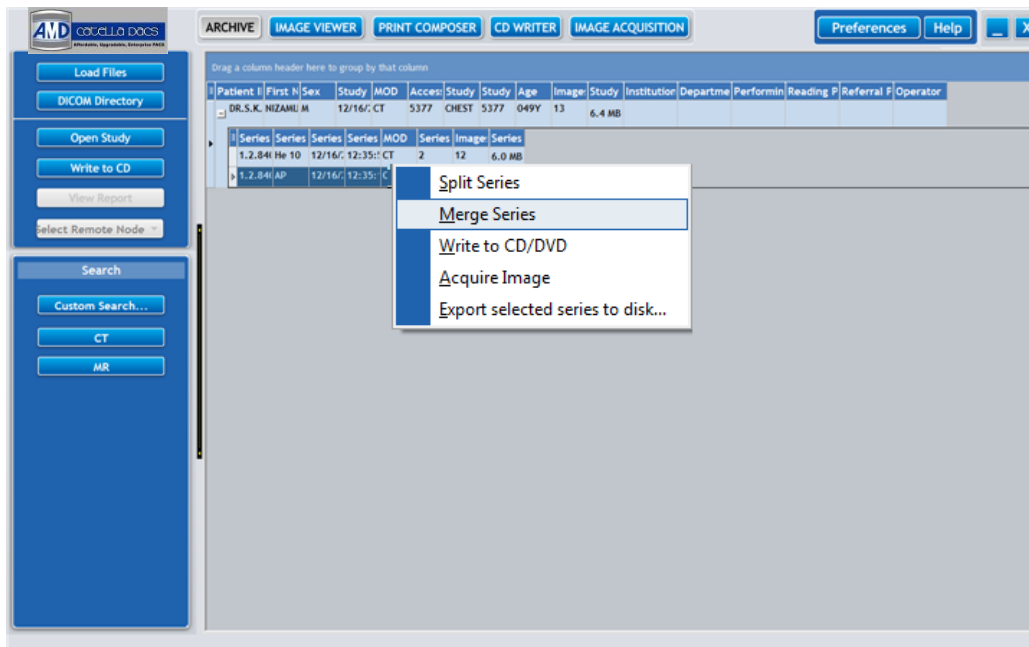 AMD catella pacs
Affordable, Upgradable, Enterprise PACS
ARCHIVE IMAGE VIEWER PRINT COMPOSER CD WRITER IMAGE ACQUISITION Preferences Help _ X
Load Files
DICOM Directory
Open Study
Write to CD
View Report
Select Remote Node
Search
Custom Search...
CT
MR
Drag a column header here to group by that column
Patient I First N Sex Study MOD Acces: Study Study Age Image Study Institution Departme Performin Reading P Referral F Operator
DR.S.K. NIZAMU M 12/16/: CT 5377 CHEST 5377 049Y 13 6.4 MB
Series Series Series Series MOD Series Image Series
1.2.84( He 10 12/16/: 12:35:! CT 2 12 6.0 MB
1.2.84( AP 12/16/: 12:35: C
Split Series
Merge Series
Write to CD/DVD
Acquire Image
Export selected series to disk...